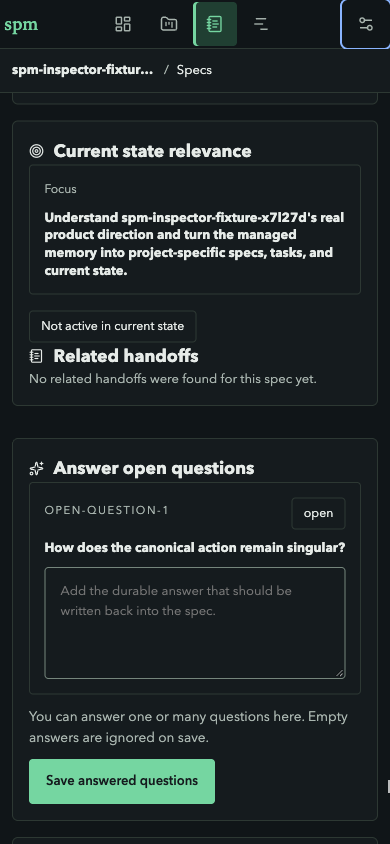 spm
spm-inspector-fixtur... / Specs
Current state relevance
Focus
Understand spm-inspector-fixture-x7l27d's real
product direction and turn the managed
memory into project-specific specs, tasks, and
current state.
Not active in current state
Related handoffs
No related handoffs were found for this spec yet.
Answer open questions
OPEN-QUESTION-1
open
How does the canonical action remain singular?
Add the durable answer that should be
written back into the spec.
You can answer one or many questions here. Empty
answers are ignored on save.
Save answered questions